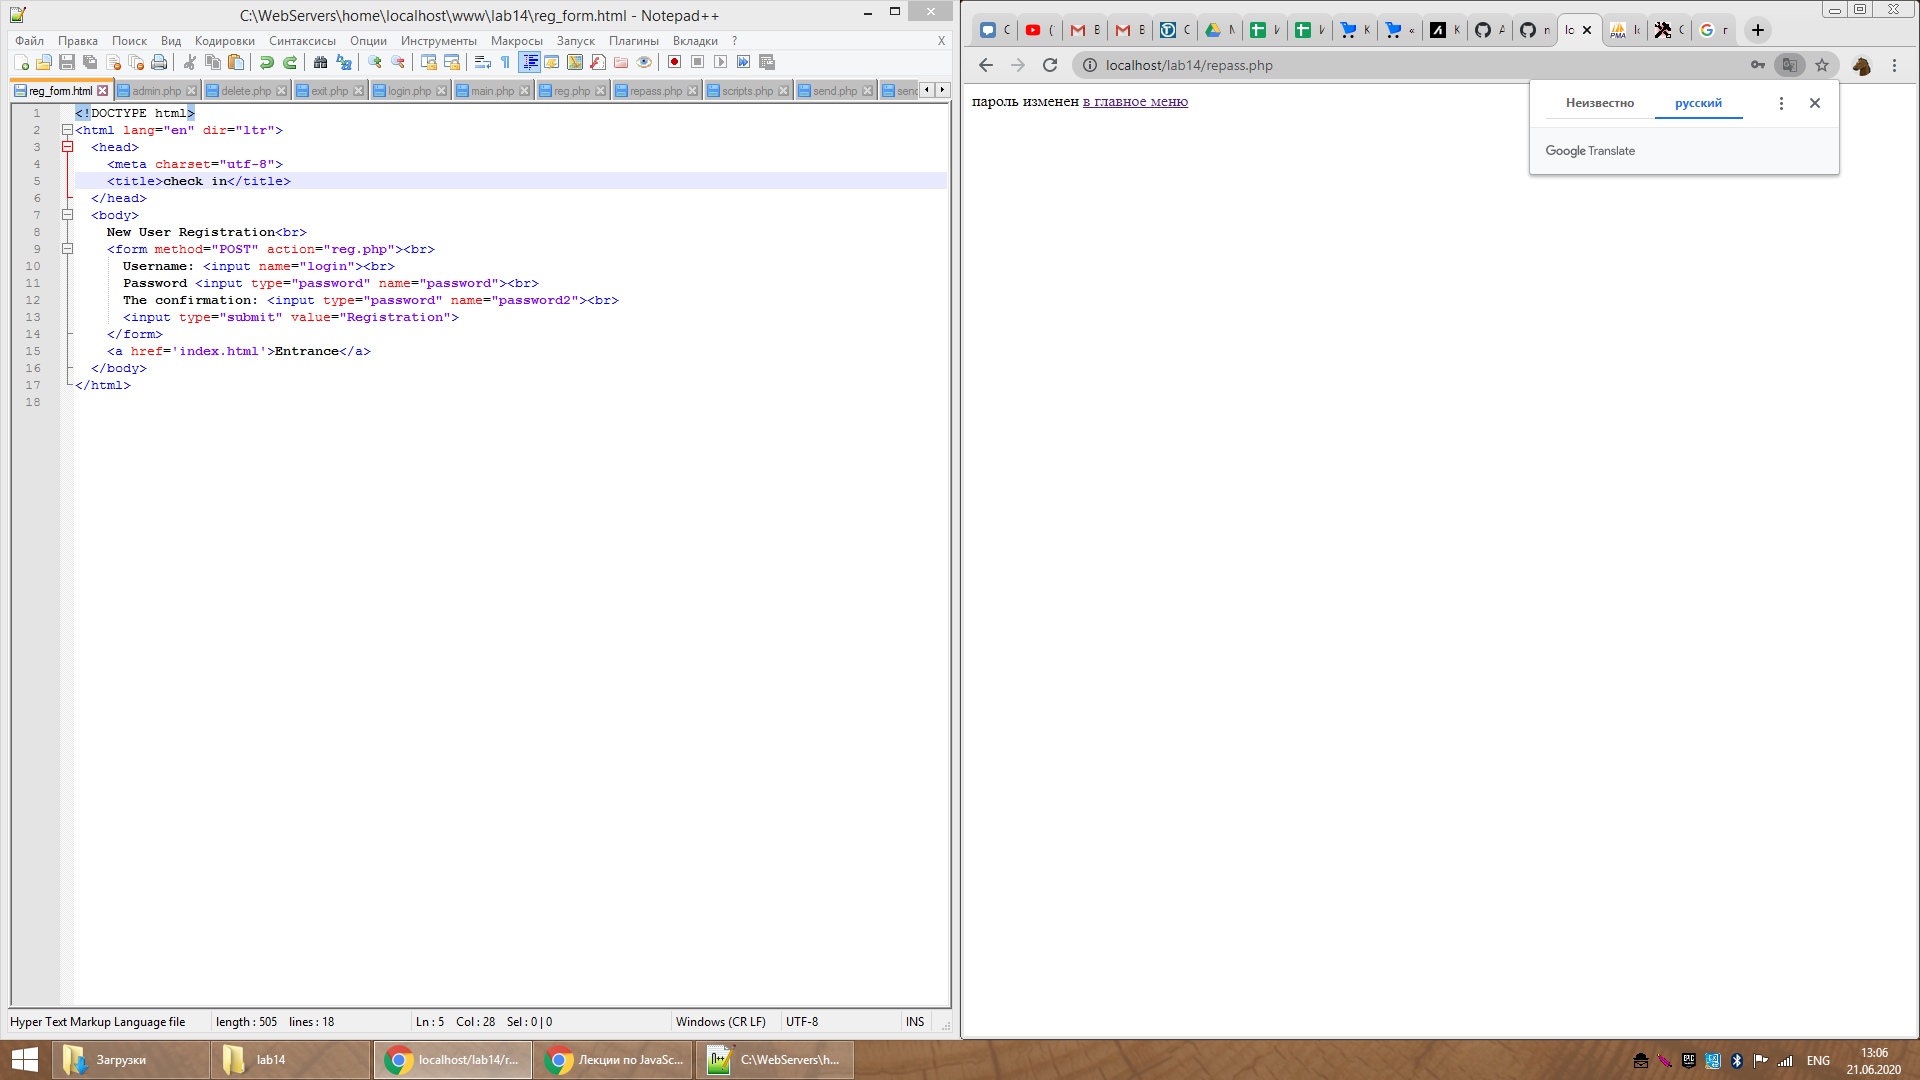 C:\WebServers\home\localhost\www\lab14\reg_form.html - Notepad++
Файл Правка Поиск Вид Кодировки Синтаксисы Опции Инструменты Макросы Запуск Плагины Вкладки ? X
reg_form.html admin.php delete.php exit.php login.php main.php reg.php repass.php scripts.php send.php
1 <!DOCTYPE html>
2 <html lang="en" dir="ltr">
3 <head>
4 <meta charset="utf-8">
5 <title>check in</title>
6 </head>
7 <body>
8 New User Registration<br>
9 <form method="POST" action="reg.php"><br>
10 Username: <input name="login"><br>
11 Password <input type="password" name="password"><br>
12 The confirmation: <input type="password" name="password2"><br>
13 <input type="submit" value="Registration">
14 </form>
15 <a href='index.html'>Entrance</a>
16 </body>
17 </html>
18
Hyper Text Markup Language file length : 505 lines : 18 Ln : 5 Col : 28 Sel : 0 | 0 Windows (CR LF) UTF-8 INS
localhost/lab14/repass.php
пароль изменен в главное меню
Неизвестно русский
Google Translate
Загрузки lab14 localhost/lab14/r... Лекции по JavaSc... C:\WebServers\h...
ENG
13:06
21.06.2020